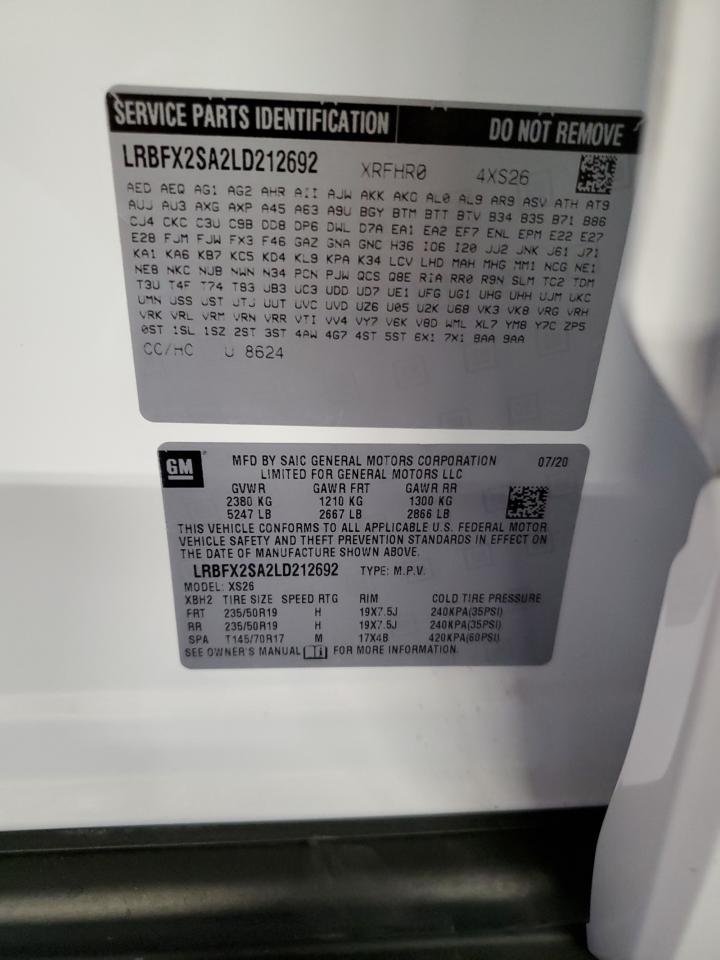 SERVICE PARTS IDENTIFICATION DO NOT REMOVE
LRBFX2SA2LD212692 XRFHR0 4XS26
AED AEQ AG1 AG2 AHR AII AJW AKK AKO AL0 AL9 AR9 ASV ATH AT9
AUJ AU3 AXG AXP A45 A63 A9U BGY BTM BTT BTV B34 B35 B71 B86
CJ4 CKC C3U C9B DD8 DP6 DWL D7A EA1 EA2 EF7 ENL EPM E22 E27
E28 FJM FJW FX3 F46 GAZ GNA GNC H36 IO6 I20 JJ2 JNK J61 J71
KA1 KA6 KB7 KC5 KD4 KL9 KPA K34 LCV LHD MAH MHG MM1 NCG NE1
NE8 NKC NUB NWN N34 PCN PJW QCS Q8E RIA RR0 R9N SLM TC2 TDM
T3U T4F T74 T83 UB3 UC3 UDD UD7 UE1 UFG UG1 UHG UHH UJM UKC
UMN USS UST UTJ UUT UVC UVD UZ6 U05 U2K U68 VK3 VK8 VRG VRH
VRK VRL VRM VRN VRR VTI VV4 VY7 V6K V8D WML XL7 YM8 Y7C ZP5
0ST 1SL 1SZ 2ST 3ST 4AW 4G7 4ST 5ST 6X1 7X1 8AA 9AA
CC/HC U 8624
GM MFD BY SAIC GENERAL MOTORS CORPORATION 07/20
LIMITED FOR GENERAL MOTORS LLC
GVWR GAWR FRT GAWR RR
2380 KG 1210 KG 1300 KG
5247 LB 2667 LB 2866 LB
THIS VEHICLE CONFORMS TO ALL APPLICABLE U.S. FEDERAL MOTOR
VEHICLE SAFETY AND THEFT PREVENTION STANDARDS IN EFFECT ON
THE DATE OF MANUFACTURE SHOWN ABOVE.
LRBFX2SA2LD212692 TYPE: M.P.V.
MODEL: XS26
XBH2 TIRE SIZE SPEED RTG RIM COLD TIRE PRESSURE
FRT 235/50R19 H 19X7.5J 240KPA(35PSI)
RR 235/50R19 H 19X7.5J 240KPA(35PSI)
SPA T145/70R17 M 17X4B 420KPA(60PSI)
SEE OWNER'S MANUAL FOR MORE INFORMATION.